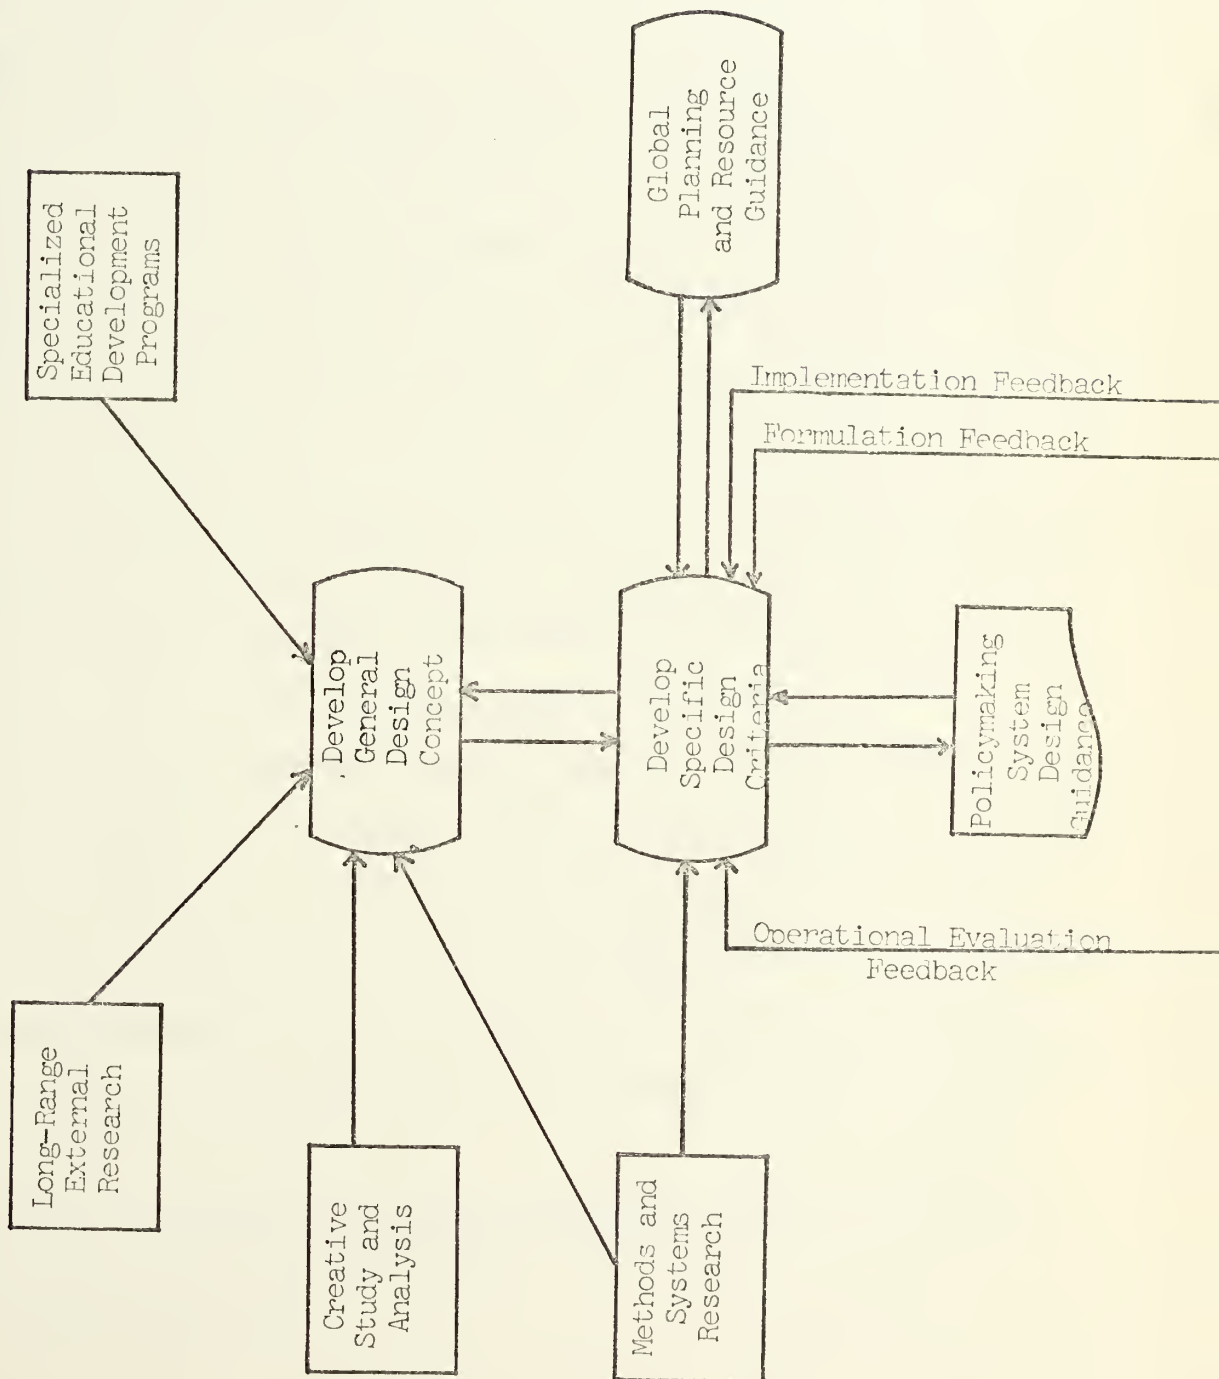 Specialized
Educational
Development
Programs
Long-Range
External
Research
Develop
General
Design
Concept
Creative
Study and
Analysis
Global
Planning
and Resource
Guidance
Develop
Specific
Design
Criteria
Methods and
Systems
Research
Implementation Feedback
Formulation Feedback
Operational Evaluation
Feedback
Policymaking
System
Design
Guidance